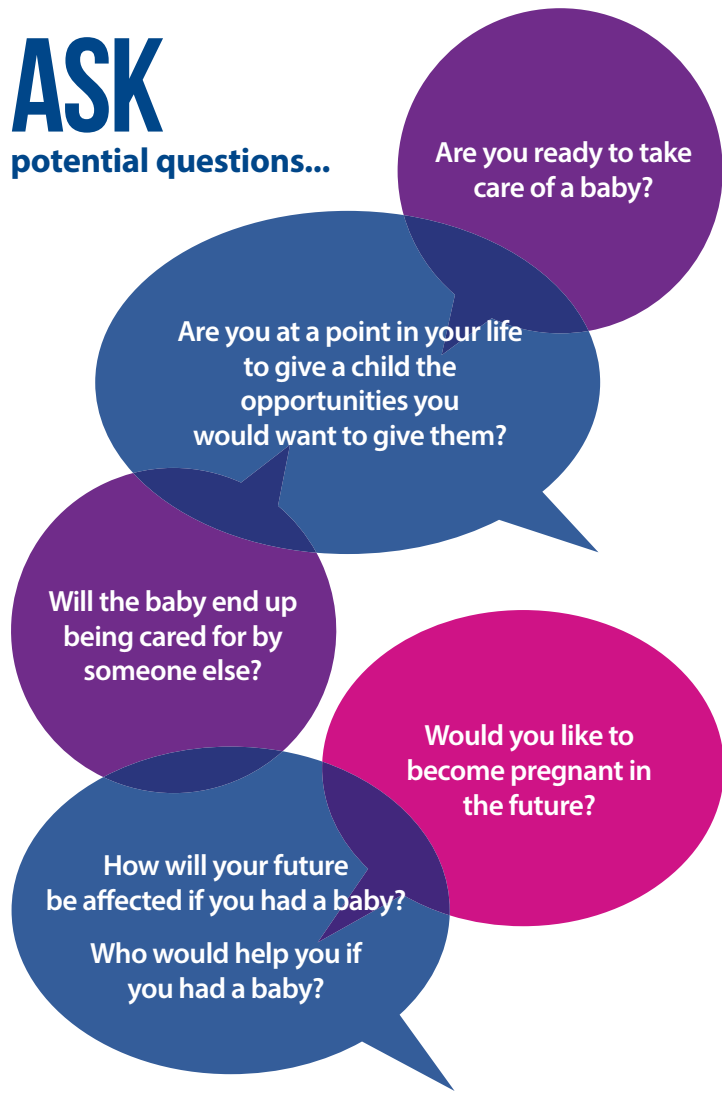 ASK
potential questions...
Are you ready to take
care of a baby?
Are you at a point in your life
to give a child the
opportunities you
would want to give them?
Will the baby end up
being cared for by
someone else?
Would you like to
become pregnant in
the future?
How will your future
be affected if you had a baby?
Who would help you if
you had a baby?